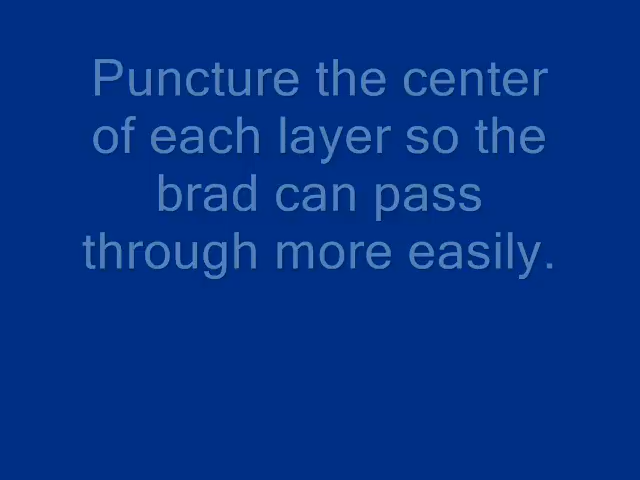 Puncture the center
of each layer so the
brad can pass
through more easily.